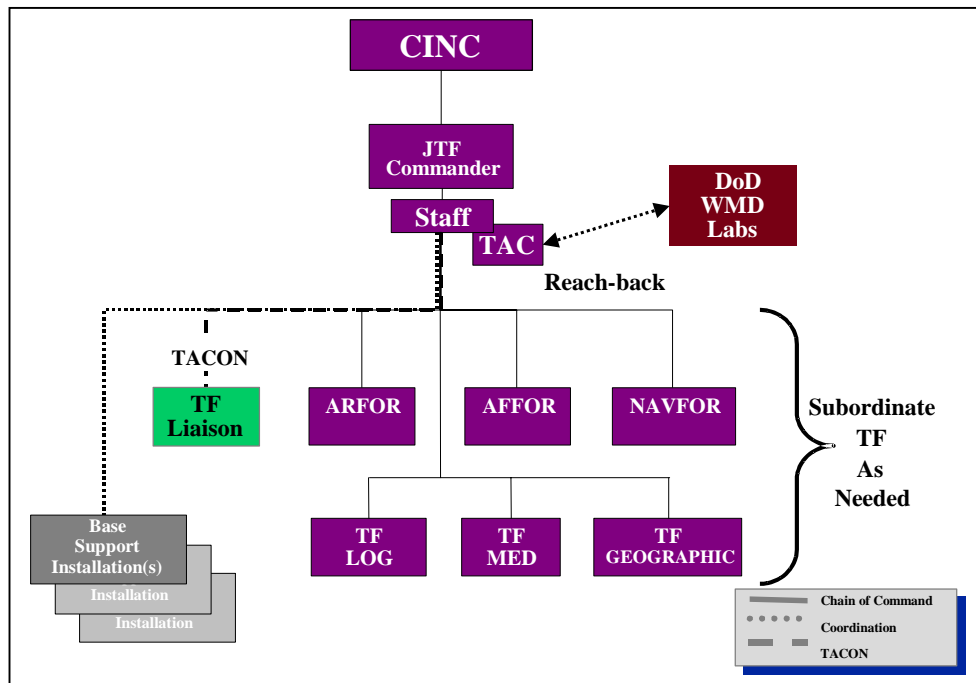 CINC
JTF
Commander
Staff
TAC
DoD
WMD
Labs
Reach-back
TACON
TF
Liaison
ARFOR
AFFOR
NAVFOR
Subordinate
TF
As
Needed
Base
Support
Installation(s)
Installation
Installation
TF
LOG
TF
MED
TF
GEOGRAPHIC
Chain of Command
Coordination
TACON